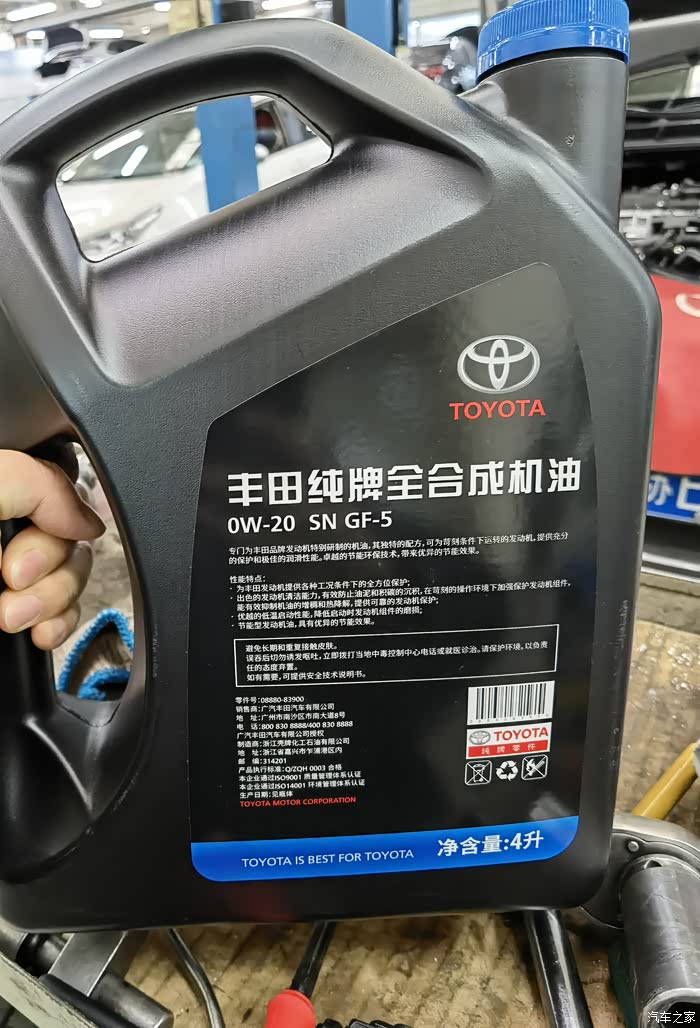 TOYOTA
丰田纯牌全合成机油
0W-20 SN GF-5
专门为丰田品牌发动机特别研制的机油，其独特的配方，可为苛刻条件下运转的发动机，提供充分
的保护和极佳的润滑性能。卓越的节能环保技术，带来优异的节能效果。
性能特点：
· 为丰田发动机提供各种工况条件下的全方位保护；
· 出色的发动机清洁能力，有效防止油泥和积碳的沉积，在苛刻的操作环境下加强保护发动机组件，
能有效抑制机油的增稠和热降解，提供可靠的发动机保护；
· 优越的低温启动性能，降低启动时发动机组件的磨损；
· 节能型发动机油，具有优异的节能效果。
避免长期和重复接触皮肤。
误吞后切勿诱发呕吐，立即拨打当地中毒控制中心电话或就医诊治。请保护环境，以负责
任的态度弃置。
如有需要，可提供安全技术说明书。
零件号：08880-83900
销售商：广汽丰田汽车有限公司
地 址：广州市南沙区市南大道8号
电 话：800 830 8888/400 830 8888
广汽丰田汽车有限公司授权
制造商：浙江壳牌化工石油有限公司
地 址：浙江省嘉兴市乍浦港区内
邮 编：314201
产品执行标准：Q/ZQH 0003 合格
本企业通过ISO9001 质量管理体系认证
本企业通过ISO14001 环境管理体系认证
生产日期：见瓶体
TOYOTA MOTOR CORPORATION
TOYOTA
纯牌零件
TOYOTA IS BEST FOR TOYOTA
净含量:4升
汽车之家